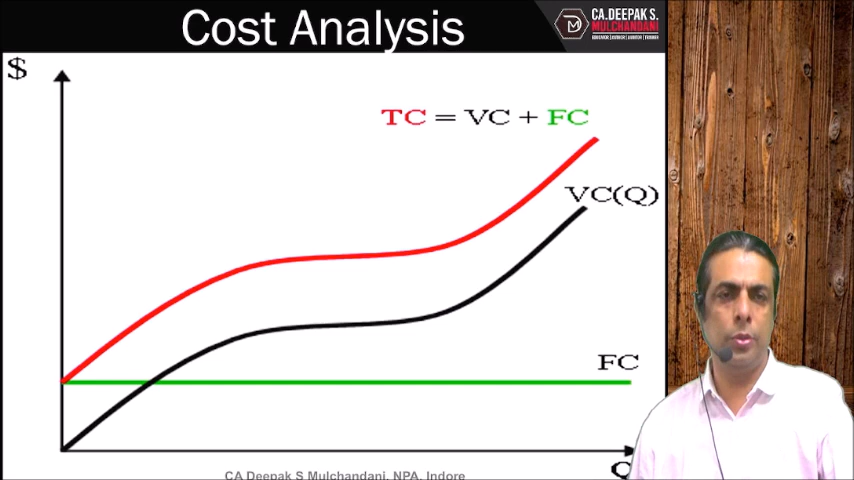 Cost Analysis
CA.DEEPAK S.
MULCHANDANI
$
TC = VC + FC
VC(Q)
FC
Q
CA Deepak S Mulchandani, NPA, Indore